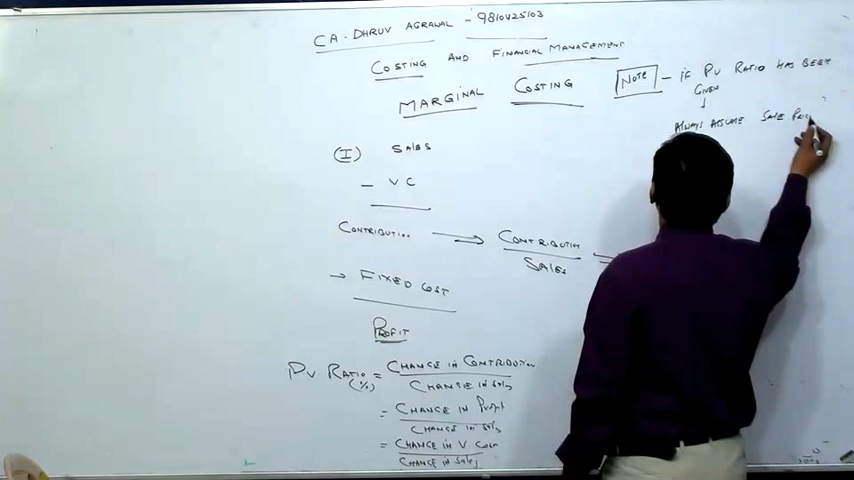 CA. DHRUV AGRAWAL - 9810425103
COSTING AND FINANCIAL MANAGEMENT
MARGINAL COSTING
NOTE - IF PV RATIO HAS BEEN
GIVEN
↓
ALWAYS ASSUME SALE PRIC
(I) SALES
- VC
CONTRIBUTION → CONTRIBUTION
SALES
→ FIXED COST
PROFIT
PV. RATIO = CHANGE IN CONTRIBUTION
(%) CHANGE IN Sales
= CHANGE IN Profit
CHANGE IN Sales
= CHANGE IN V COST
CHANGE IN Sales